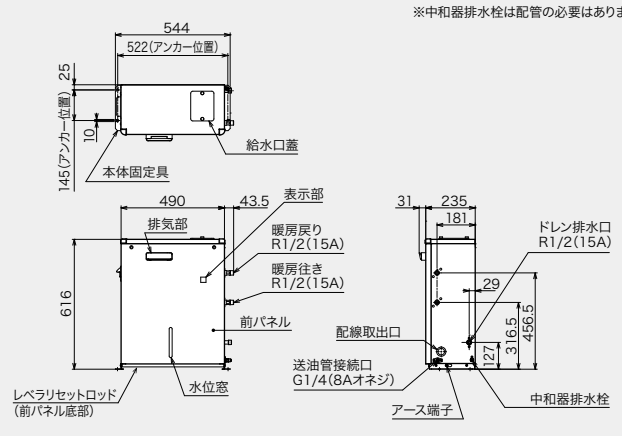 ※中和器排水栓は配管の必要はありま
544
522(アンカー位置)
25
145(アンカー位置)
10
給水口蓋
本体固定具
490
43.5
表示部
排気部
暖房戻り
R1/2(15A)
暖房往き
R1/2(15A)
616
前パネル
水位窓
レベラリセットロッド
(前パネル底部)
31
235
181
ドレン排水口
R1/2(15A)
29
配線取出口
127
316.5
456.5
送油管接続口
G1/4(8Aオネジ)
アース端子
中和器排水栓